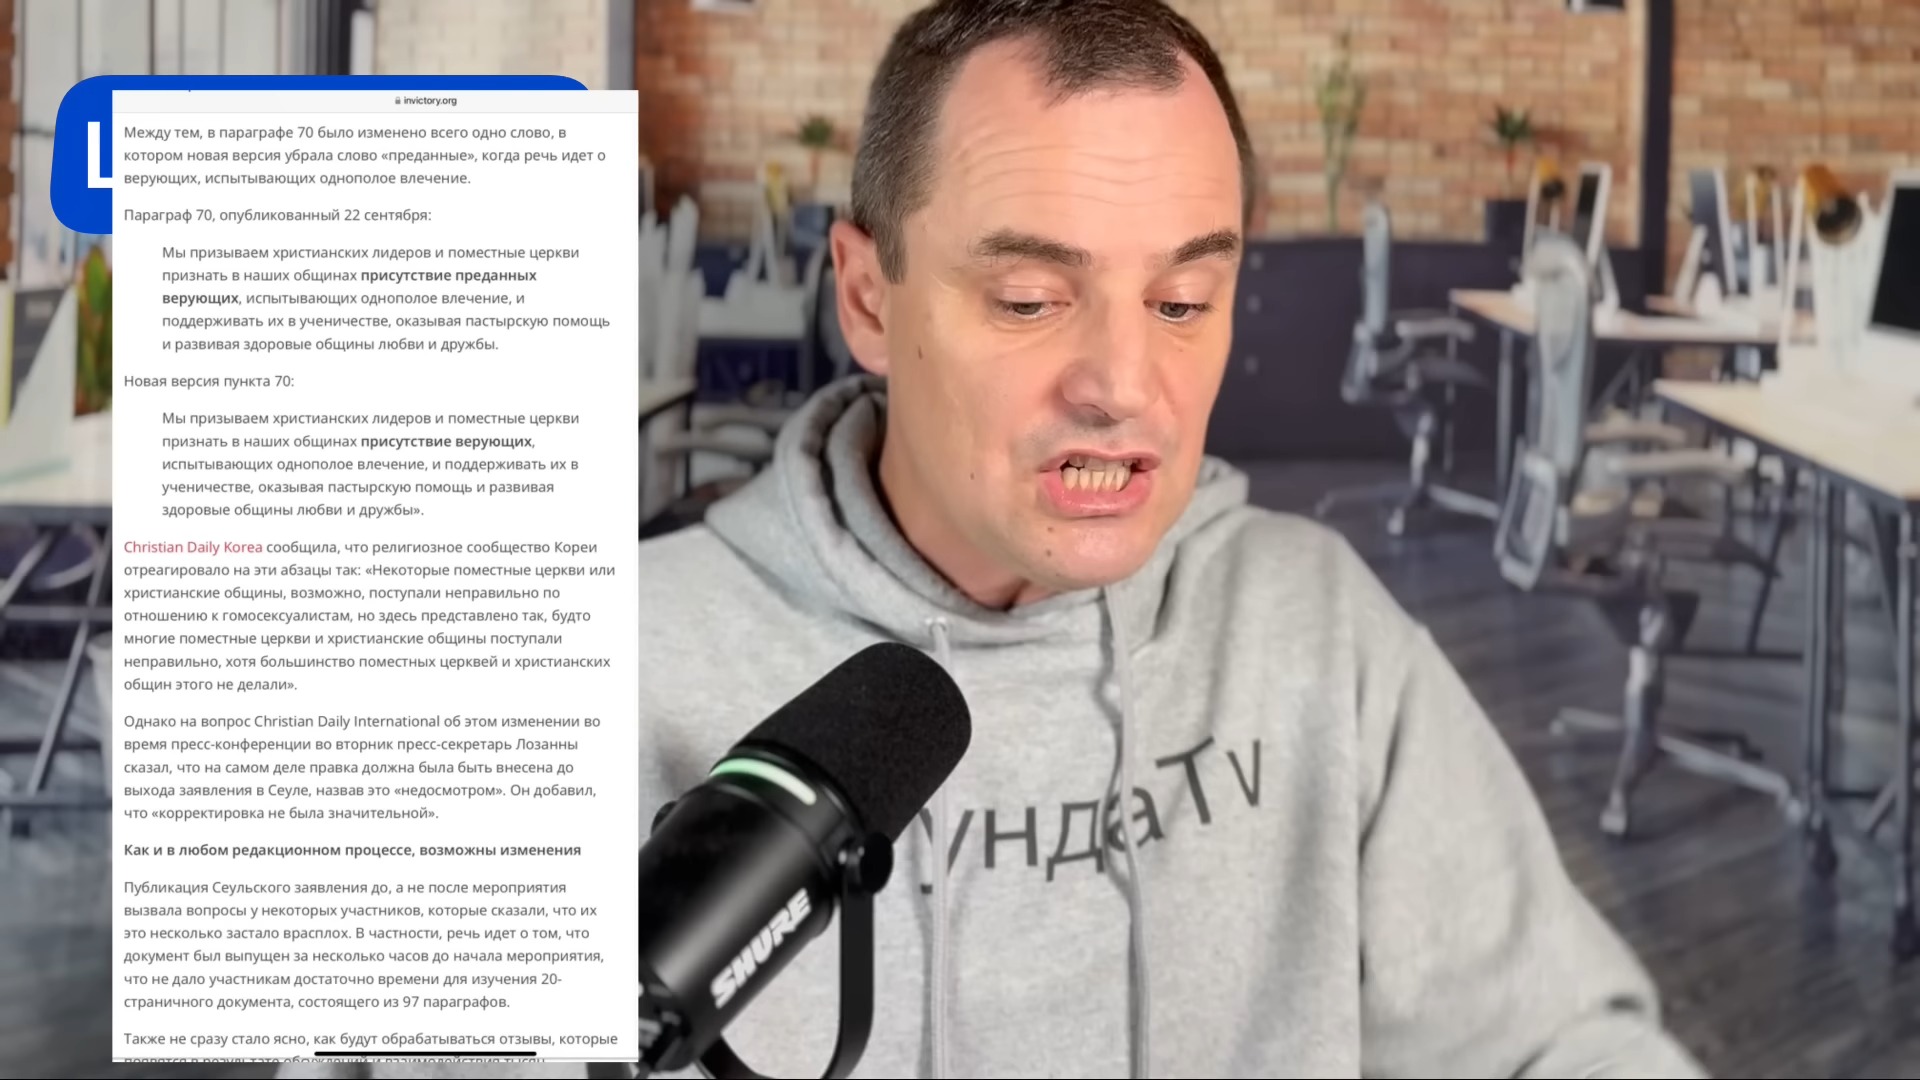 invictory.org
Между тем, в параграфе 70 было изменено всего одно слово, в
котором новая версия убрала слово «преданные», когда речь идет о
верующих, испытывающих однополое влечение.
Параграф 70, опубликованный 22 сентября:
Мы призываем христианских лидеров и поместные церкви
признать в наших общинах присутствие преданных
верующих, испытывающих однополое влечение, и
поддерживать их в ученичестве, оказывая пастырскую помощь
и развивая здоровые общины любви и дружбы.
Новая версия пункта 70:
Мы призываем христианских лидеров и поместные церкви
признать в наших общинах присутствие верующих,
испытывающих однополое влечение, и поддерживать их в
ученичестве, оказывая пастырскую помощь и развивая
здоровые общины любви и дружбы».
Christian Daily Korea сообщила, что религиозное сообщество Кореи
отреагировало на эти абзацы так: «Некоторые поместные церкви или
христианские общины, возможно, поступали неправильно по
отношению к гомосексуалистам, но здесь представлено так, будто
многие поместные церкви и христианские общины поступали
неправильно, хотя большинство поместных церквей и христианских
общин этого не делали».
Однако на вопрос Christian Daily International об этом изменении во
время пресс-конференции во вторник пресс-секретарь Лозанны
сказал, что на самом деле правка должна была быть внесена до
выхода заявления в Сеуле, назвав это «недосмотром». Он добавил,
что «корректировка не была значительной».
Как и в любом редакционном процессе, возможны изменения
Публикация Сеульского заявления до, а не после мероприятия
вызвала вопросы у некоторых участников, которые сказали, что их
это несколько застало врасплох. В частности, речь идет о том, что
документ был выпущен за несколько часов до начала мероприятия,
что не дало участникам достаточно времени для изучения 20-
страничного документа, состоящего из 97 параграфов.
Также не сразу стало ясно, как будут обрабатываться отзывы, которые
ундаTv
SHURE